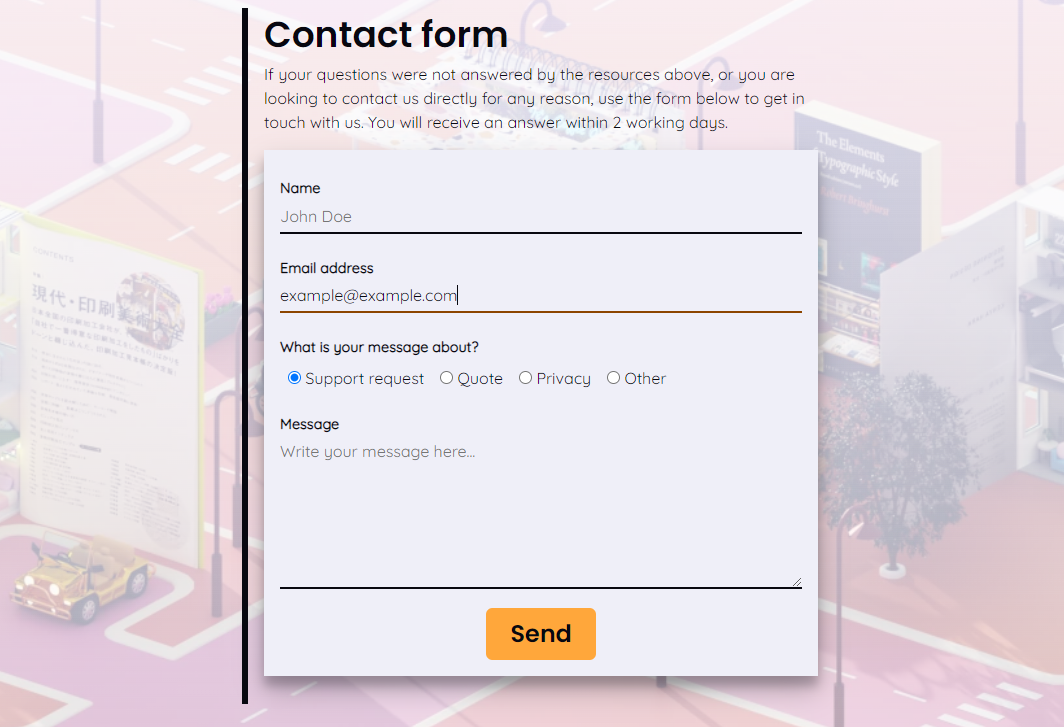 Contact form
If your questions were not answered by the resources above, or you are
looking to contact us directly for any reason, use the form below to get in
touch with us. You will receive an answer within 2 working days.
Name
John Doe
Email address
example@example.com
What is your message about?
Support request Quote Privacy Other
Message
Write your message here...
Send
The Elements
of Typographic Style
Robert Bringhurst
CONTENTS
現代・印刷美術大全